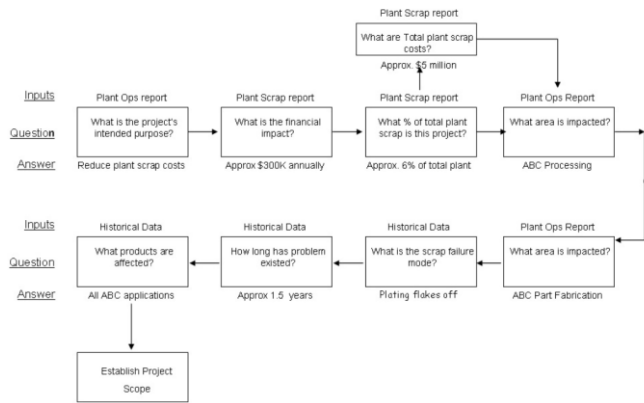 Plant Scrap report
What are Total plant scrap
costs?
Approx. $5 million
Inputs
Plant Ops report
Plant Scrap report
Plant Scrap report
Plant Ops Report
Question
What is the project's
intended purpose?
What is the financial
impact?
What % of total plant
scrap is this project?
What area is impacted?
Answer
Reduce plant scrap costs
Approx $300K annually
Approx. 6% of total plant
ABC Processing
Inputs
Historical Data
Historical Data
Historical Data
Plant Ops Report
Question
What products are
affected?
How long has problem
existed?
What is the scrap failure
mode?
What area is impacted?
Answer
All ABC applications
Approx 1.5 years
Plating flakes off
ABC Part Fabrication
Establish Project
Scope